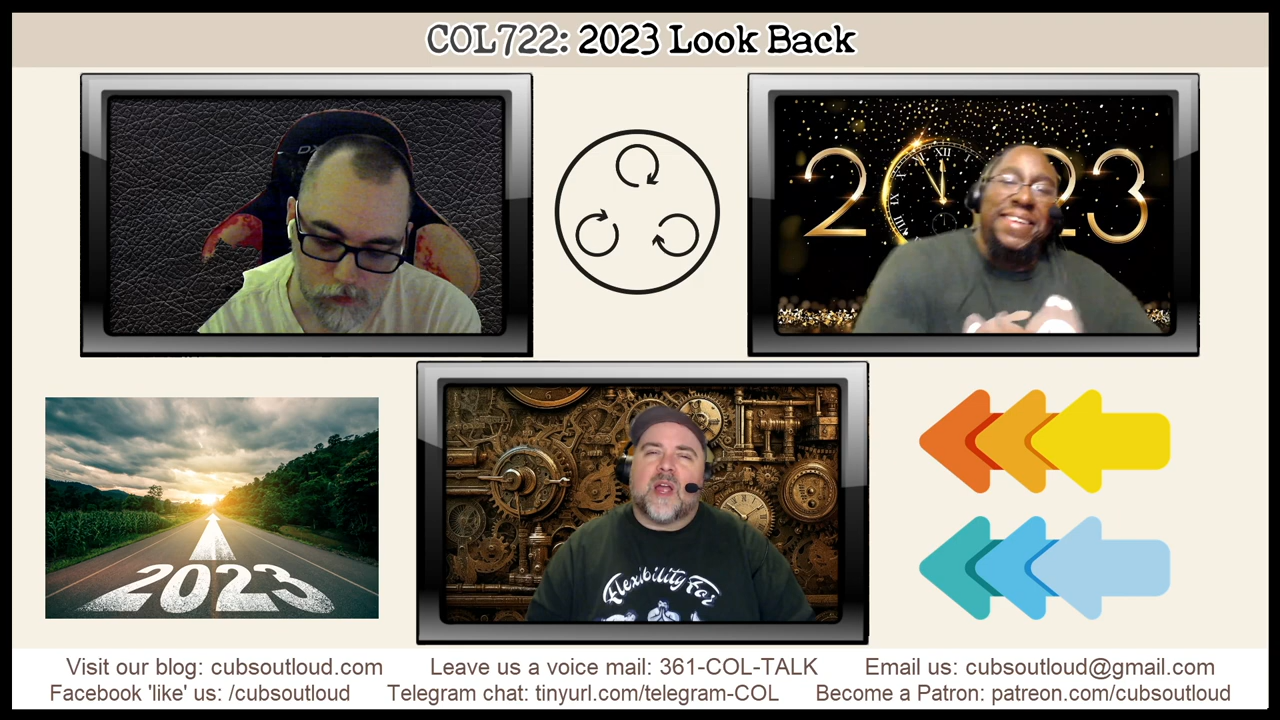 COL722: 2023 Look Back
DX
XII
2023
2023
Flexibility For
Visit our blog: cubsoutloud.com Leave us a voice mail: 361-COL-TALK Email us: cubsoutloud@gmail.com
Facebook 'like' us: /cubsoutloud Telegram chat: tinyurl.com/telegram-COL Become a Patron: patreon.com/cubsoutloud